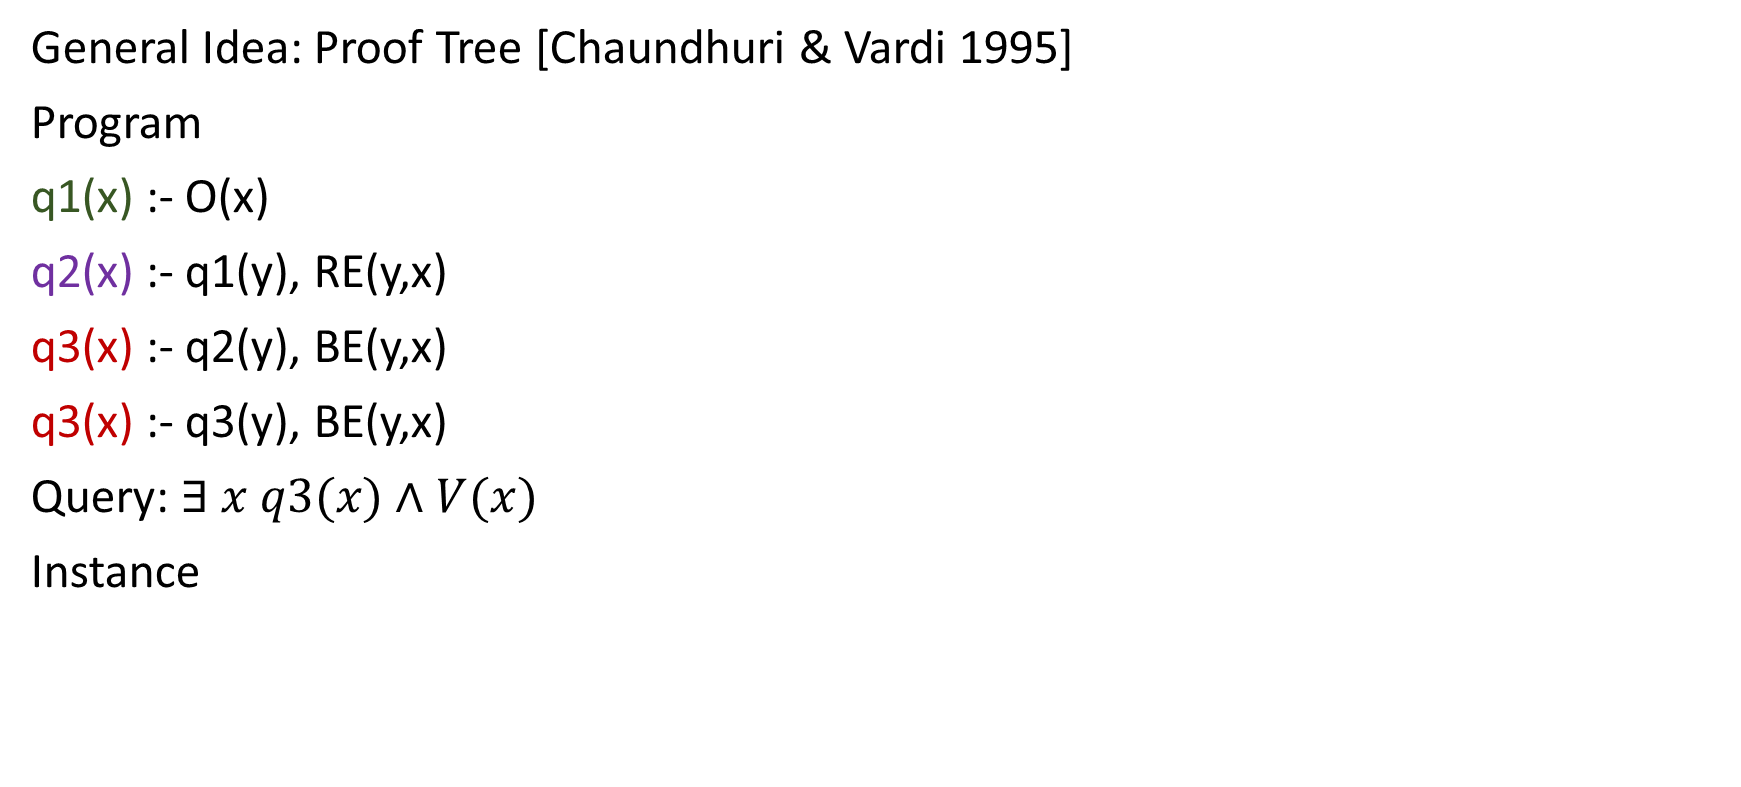 General Idea: Proof Tree [Chaundhuri & Vardi 1995]
Program
q1(x) :- O(x)
q2(x) :- q1(y), RE(y,x)
q3(x) :- q2(y), BE(y,x)
q3(x) :- q3(y), BE(y,x)
Query: ∃ x q3(x) ∧ V(x)
Instance